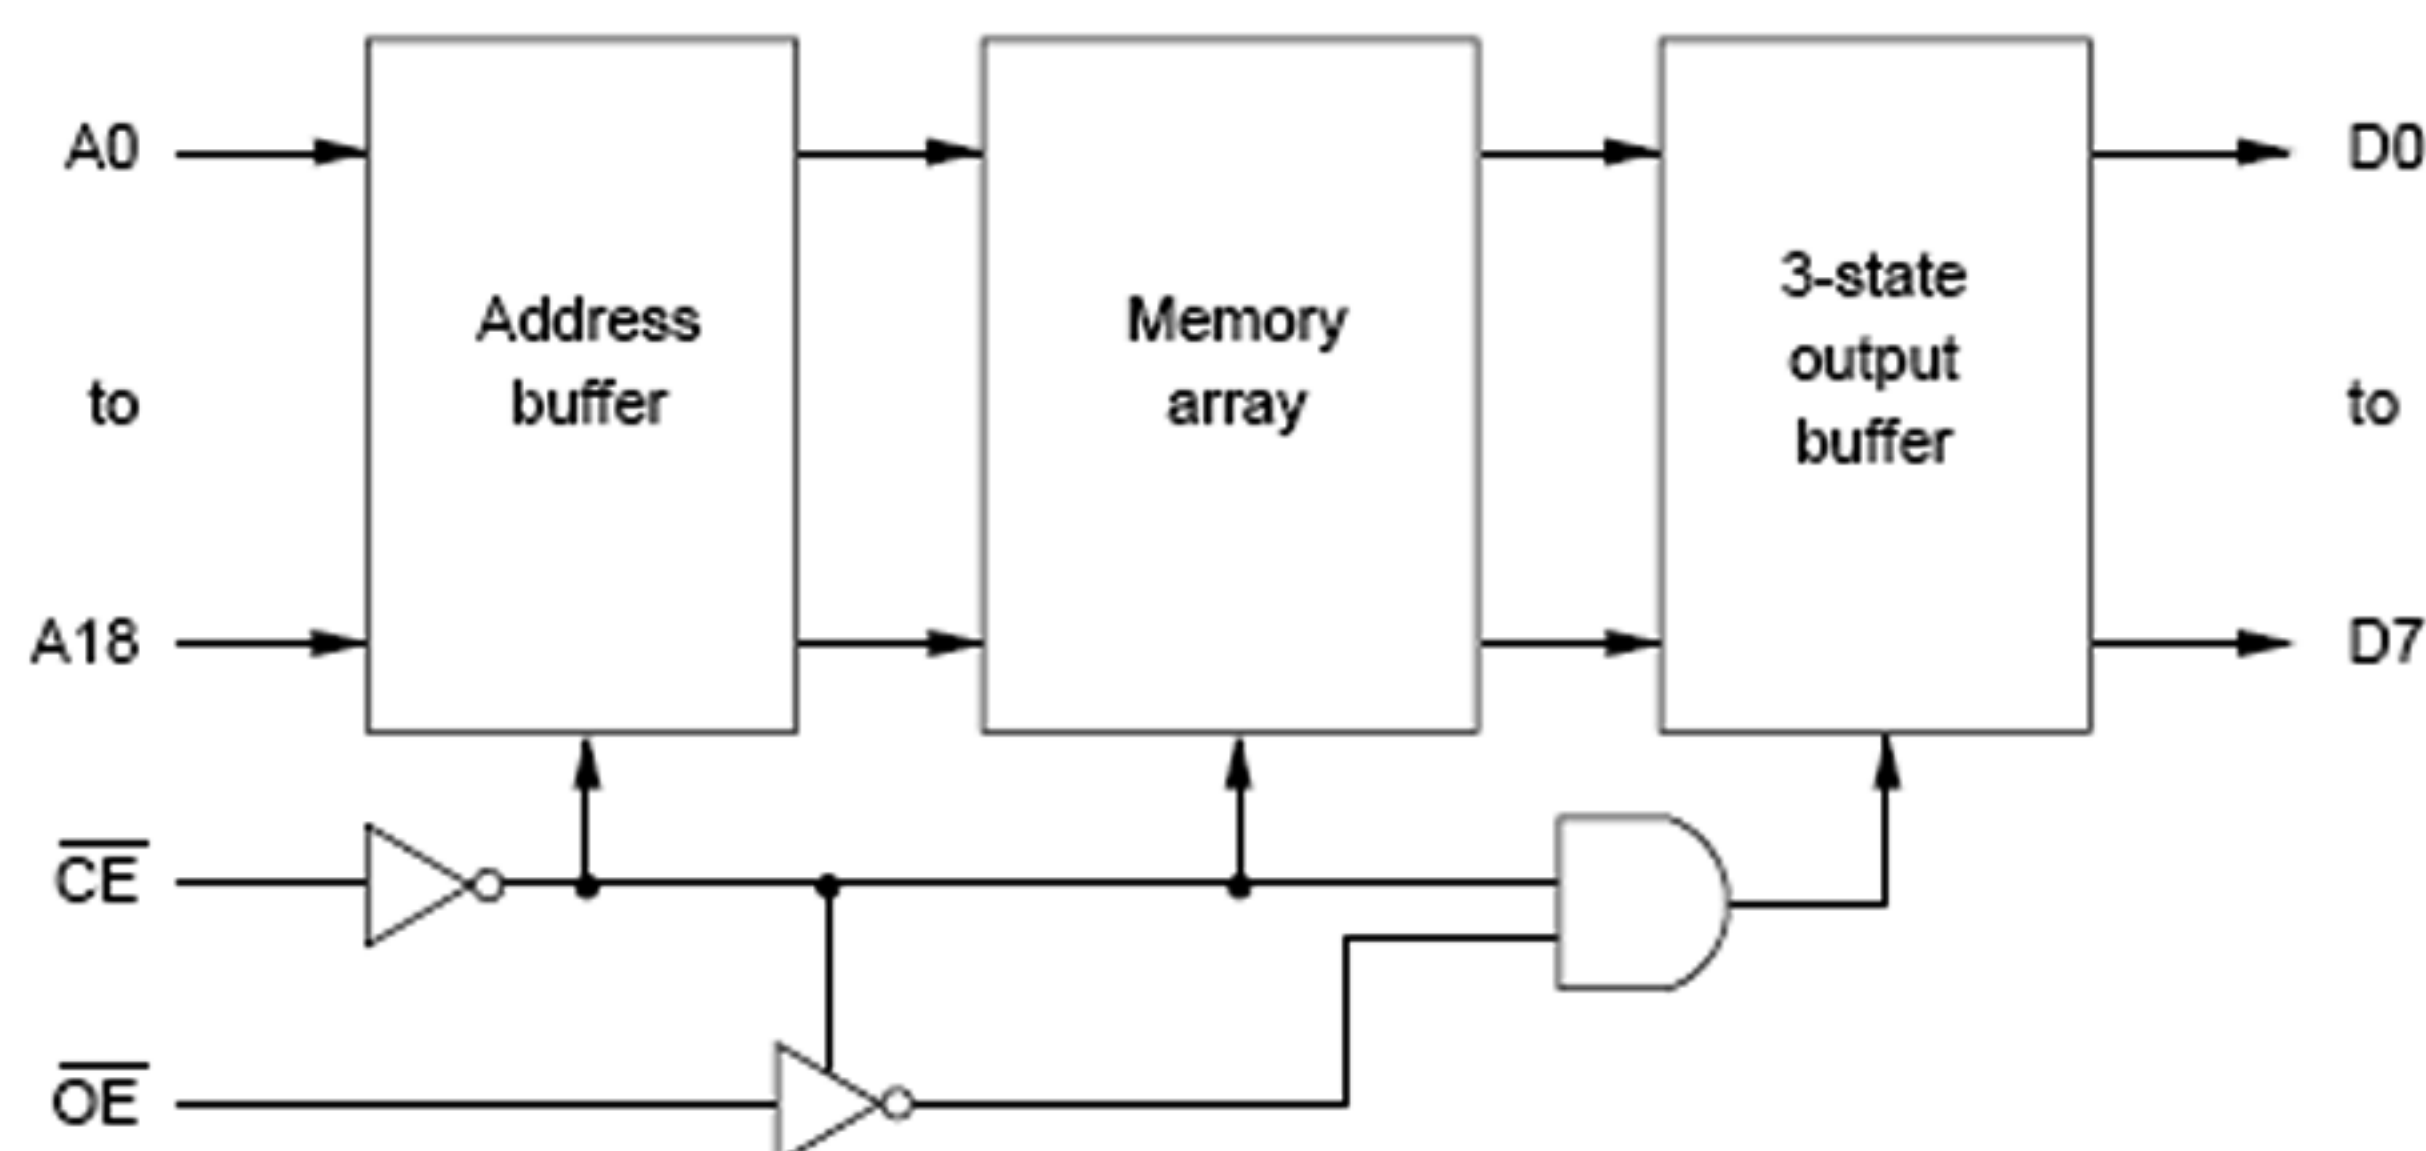 A0
to
A18
Address
buffer
Memory
array
3-state
output
buffer
D0
to
D7
CE
OE